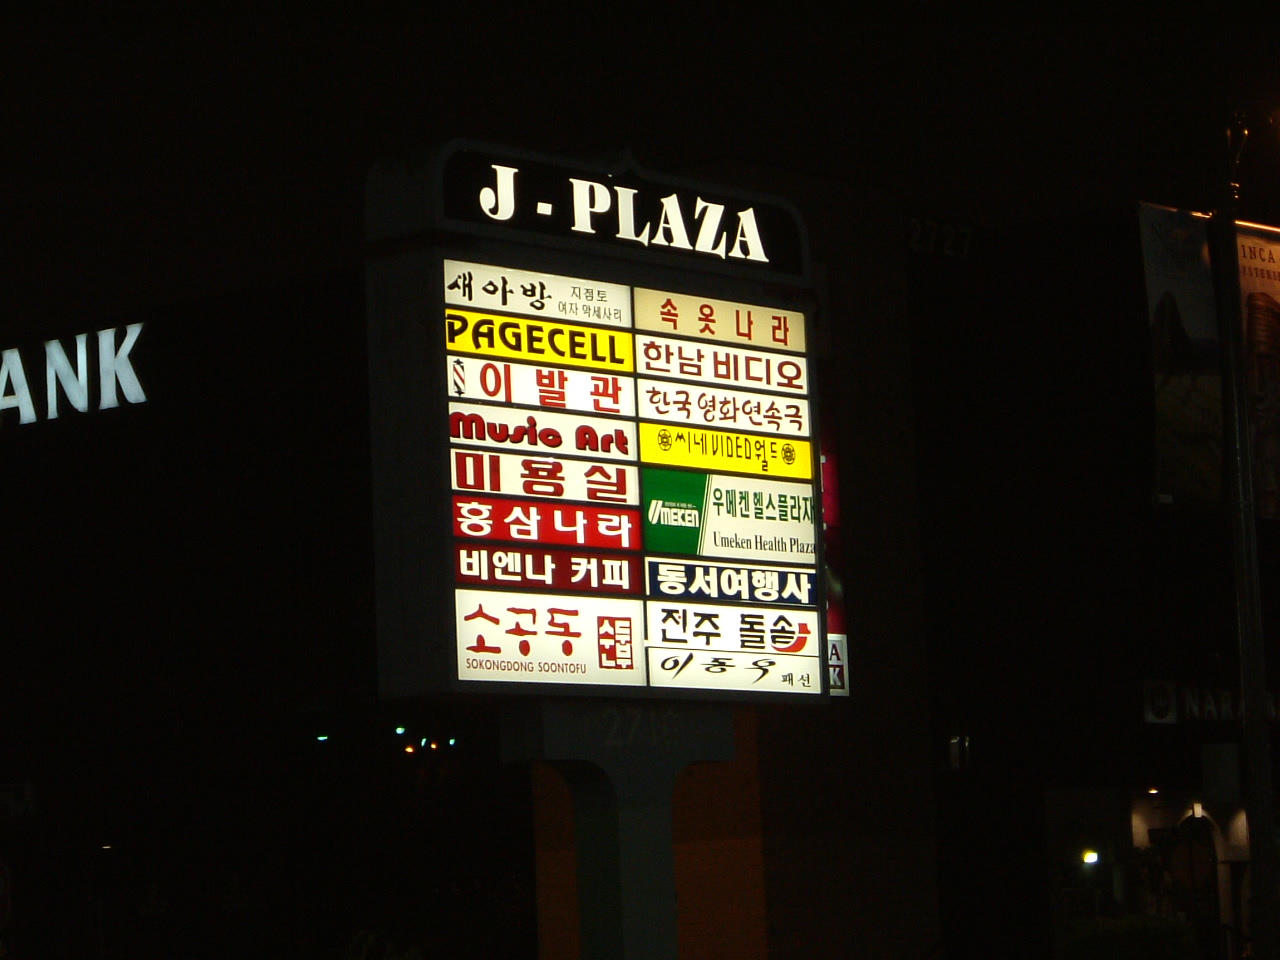 J - PLAZA
새아방 지점토
여자 악세사리
PAGECELL
이발관
Music Art
미용실
홍삼나라
비엔나 커피
소공동 순두부
SOKONGDONG SOONTOFU
속옷나라
한남비디오
한국영화연속극
씨네VIDEO월드
UMEKEN
우메켄헬스플라자
Umeken Health Plaza
동서여행사
진주 돌솥
이동우 패션
ANK
2727
INCA
NARA
A
K